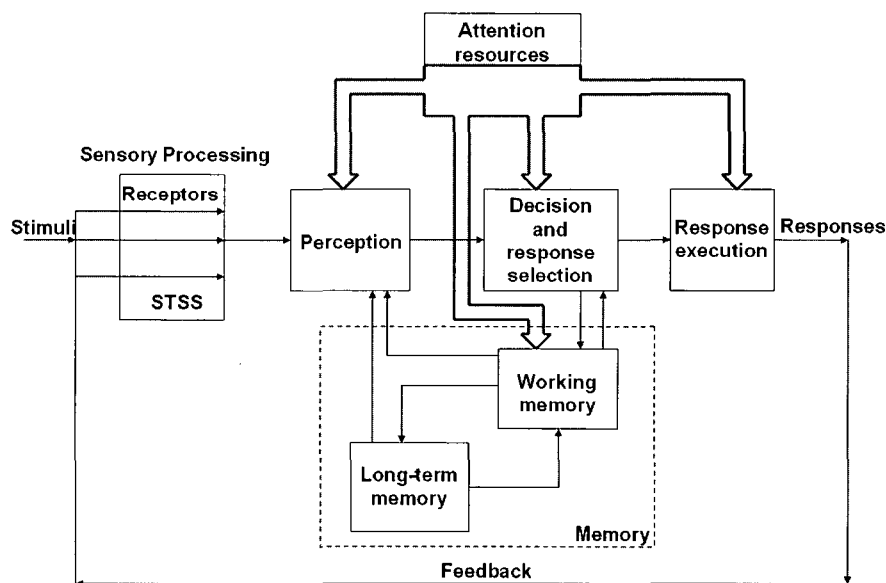 Attention
resources
Sensory Processing
Receptors
Stimuli
STSS
Perception
Decision
and
response
selection
Response
execution
Responses
Working
memory
Long-term
memory
Memory
Feedback